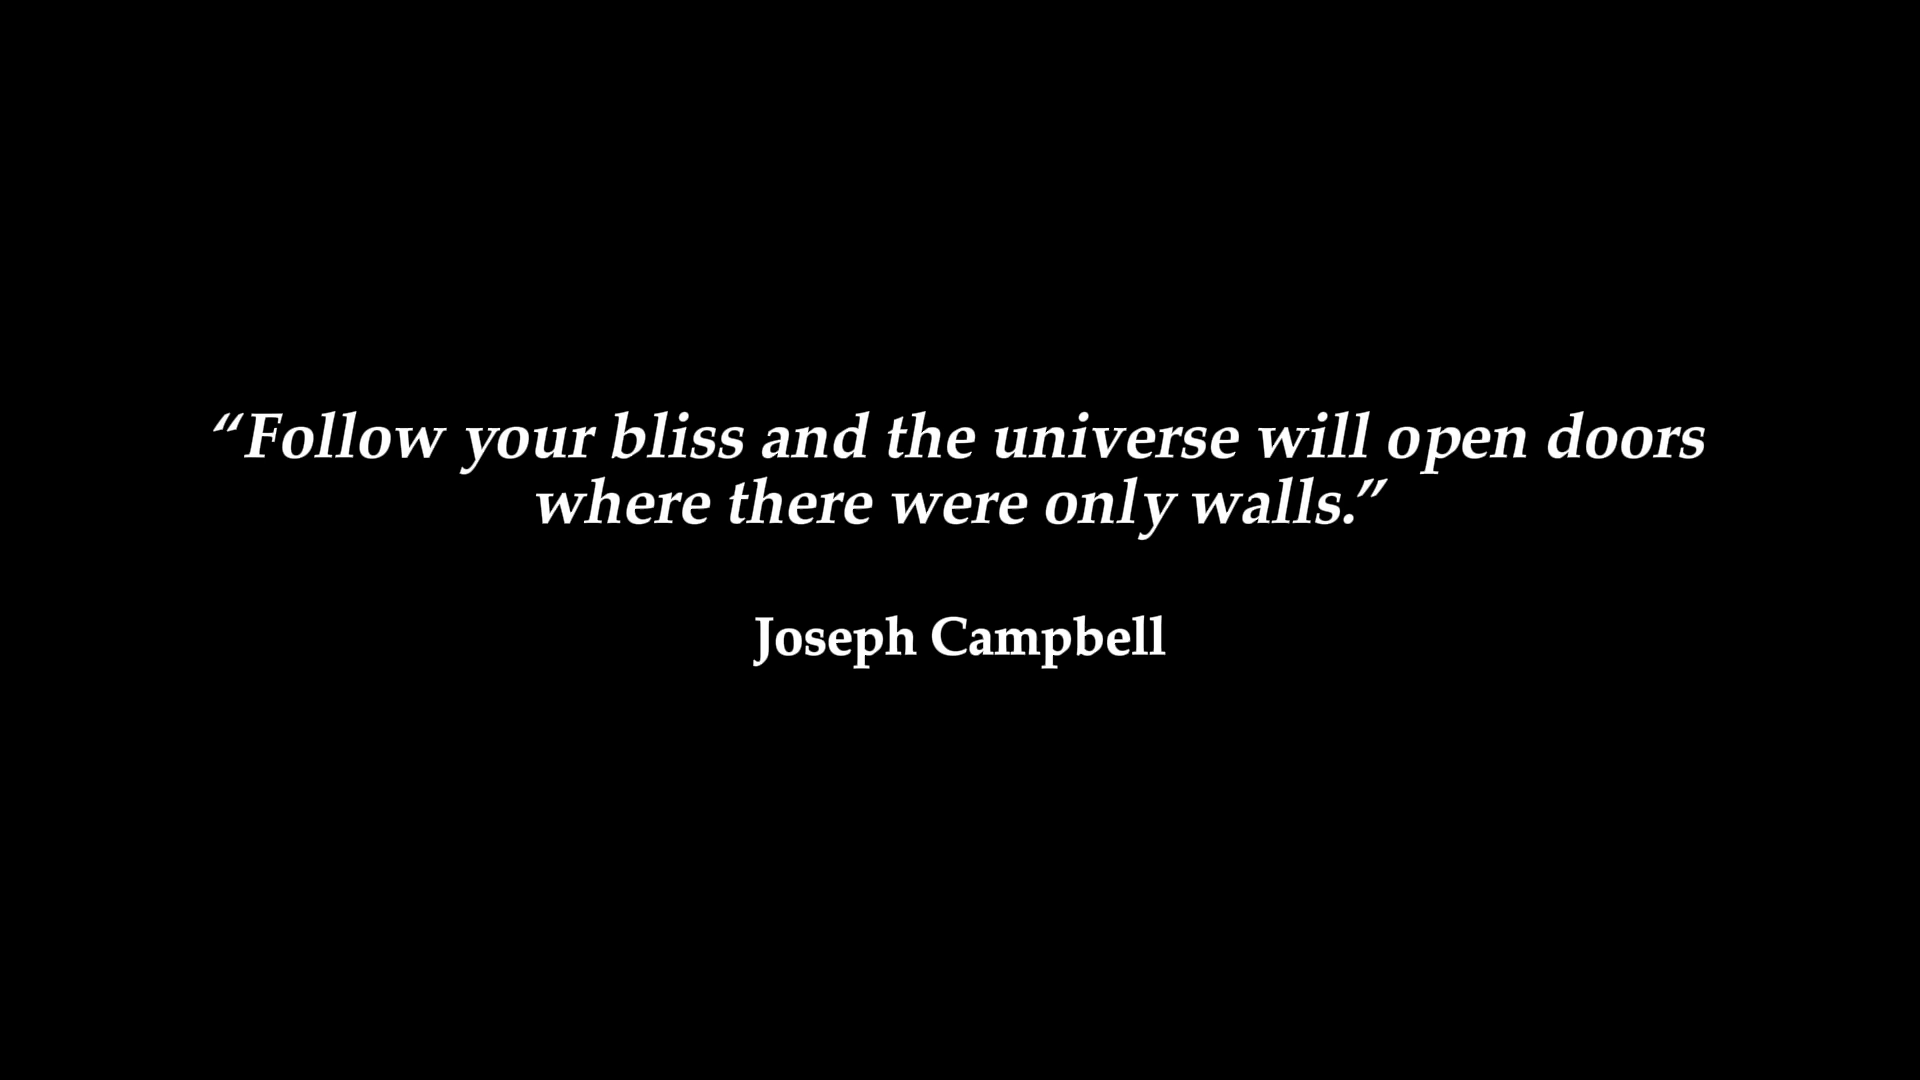 “Follow your bliss and the universe will open doors
where there were only walls.”
Joseph Campbell